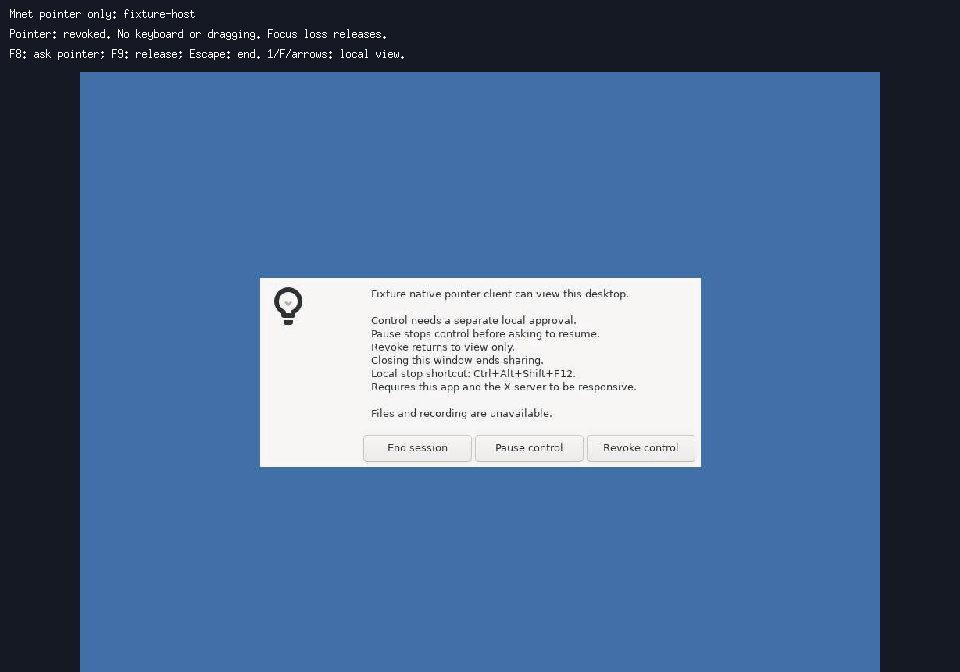 Mnet pointer only: fixture-host
Pointer: revoked. No keyboard or dragging. Focus loss releases.
F8: ask pointer; F9: release; Escape: end. 1/F/arrows: local view.
Fixture native pointer client can view this desktop.
Control needs a separate local approval.
Pause stops control before asking to resume.
Revoke returns to view only.
Closing this window ends sharing.
Local stop shortcut: Ctrl+Alt+Shift+F12.
Requires this app and the X server to be responsive.
Files and recording are unavailable.
End session Pause control Revoke control